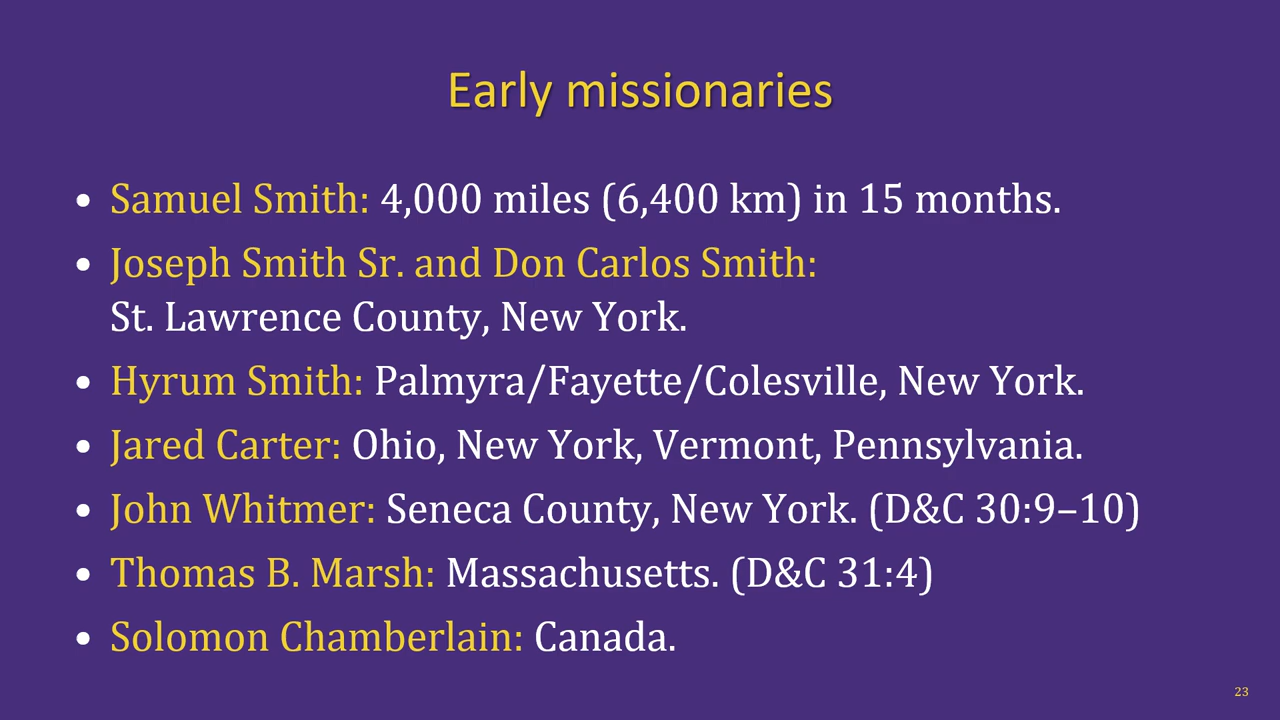 Early missionaries
• Samuel Smith: 4,000 miles (6,400 km) in 15 months.
• Joseph Smith Sr. and Don Carlos Smith:
St. Lawrence County, New York.
• Hyrum Smith: Palmyra/Fayette/Colesville, New York.
• Jared Carter: Ohio, New York, Vermont, Pennsylvania.
• John Whitmer: Seneca County, New York. (D&C 30:9–10)
• Thomas B. Marsh: Massachusetts. (D&C 31:4)
• Solomon Chamberlain: Canada.
23